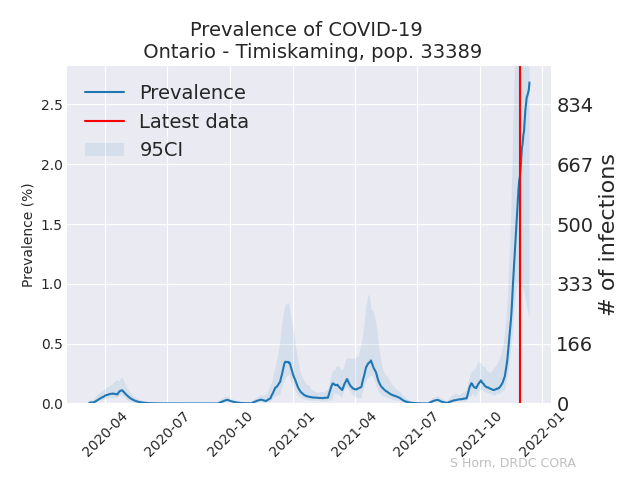 Prevalence of COVID-19
Ontario - Timiskaming, pop. 33389
Prevalence
Latest data
95CI
Prevalence (%)
2.5
2.0
1.5
1.0
0.5
0.0
834
667
500
333
166
0
# of infections
2020-04
2020-07
2020-10
2021-01
2021-04
2021-07
2021-10
2022-01
S Horn, DRDC CORA